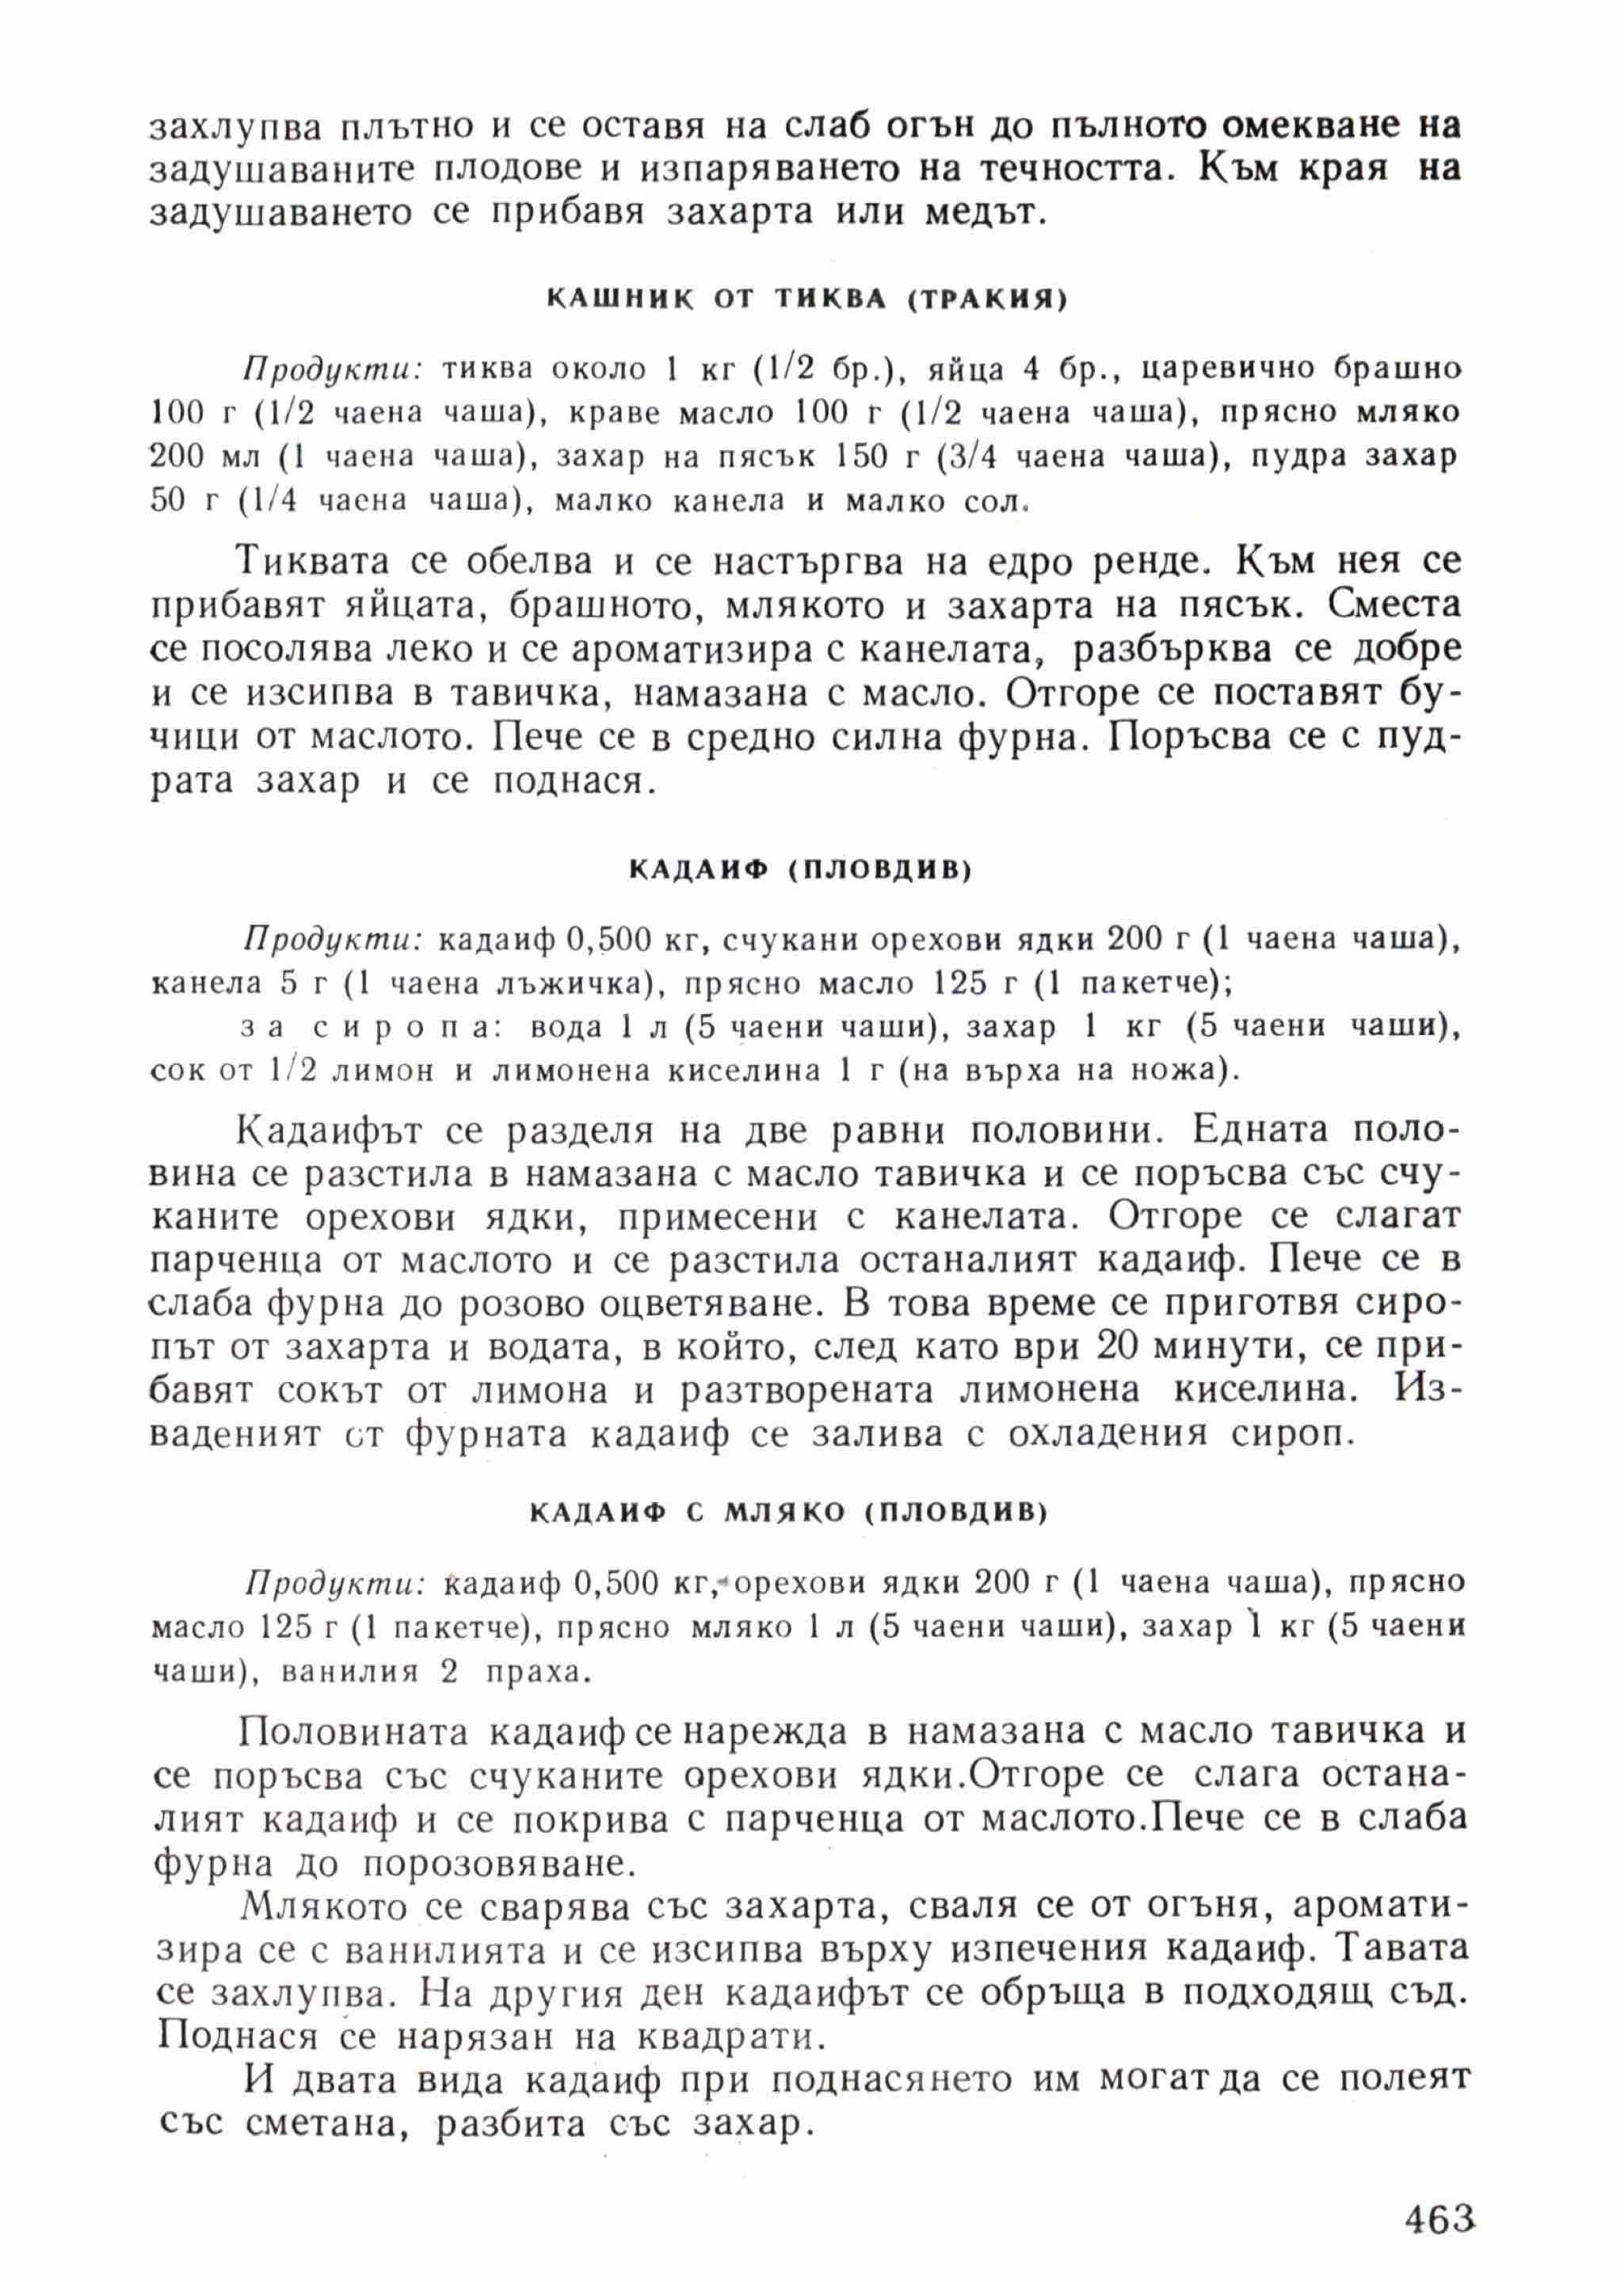 захлупва плътно и се оставя на слаб огън до пълното омекване на
задушаваните плодове и изпаряването на течността. Към края на
задушаването се прибавя захарта или медът.
КАШНИК ОТ ТИКВА (ТРАКИЯ)
Продукти: тиква около 1 кг (1/2 бр.), яйца 4 бр., царевично брашно
100 г (1/2 чаена чаша), краве масло 100 г (1/2 чаена чаша), прясно мляко
200 мл (1 чаена чаша), захар на пясък 150 г (3/4 чаена чаша), пудра захар
50 г (1/4 чаена чаша), малко канела и малко сол.
Тиквата се обелва и се настъргва на едро ренде. Към нея се
прибавят яйцата, брашното, млякото и захарта на пясък. Сместа
се посолява леко и се ароматизира с канелата, разбърква се добре
и се изсипва в тавичка, намазана с масло. Отгоре се поставят бу-
чици от маслото. Пече се в средно силна фурна. Поръсва се с пуд-
рата захар и се поднася.
КАДАИФ (ПЛОВДИВ)
Продукти: кадаиф 0,500 кг, счукани орехови ядки 200 г (1 чаена чаша),
канела 5 г (1 чаена лъжичка), прясно масло 125 г (1 пакетче);
за сиропа: вода 1 л (5 чаени чаши), захар 1 кг (5 чаени чаши),
сок от 1/2 лимон и лимонена киселина 1 г (на върха на ножа).
Кадаифът се разделя на две равни половини. Едната поло-
вина се разстила в намазана с масло тавичка и се поръсва със счу-
каните орехови ядки, примесени с канелата. Отгоре се слагат
парченца от маслото и се разстила останалият кадаиф. Пече се в
слаба фурна до розово оцветяване. В това време се приготвя сиро-
път от захарта и водата, в който, след като ври 20 минути, се при-
бавят сокът от лимона и разтворената лимонена киселина. Из-
ваденият от фурната кадаиф се залива с охладения сироп.
КАДАИФ С МЛЯКО (ПЛОВДИВ)
Продукти: кадаиф 0,500 кг, орехови ядки 200 г (1 чаена чаша), прясно
масло 125 г (1 пакетче), прясно мляко 1 л (5 чаени чаши), захар 1 кг (5 чаени
чаши), ванилия 2 праха.
Половината кадаиф се нарежда в намазана с масло тавичка и
се поръсва със счуканите орехови ядки.Отгоре се слага остана-
лият кадаиф и се покрива с парченца от маслото.Пече се в слаба
фурна до порозовяване.
Млякото се сварява със захарта, сваля се от огъня, аромати-
зира се с ванилията и се изсипва върху изпечения кадаиф. Тавата
се захлупва. На другия ден кадаифът се обръща в подходящ съд.
Поднася се нарязан на квадрати.
И двата вида кадаиф при поднасянето им могат да се полеят
със сметана, разбита със захар.
463